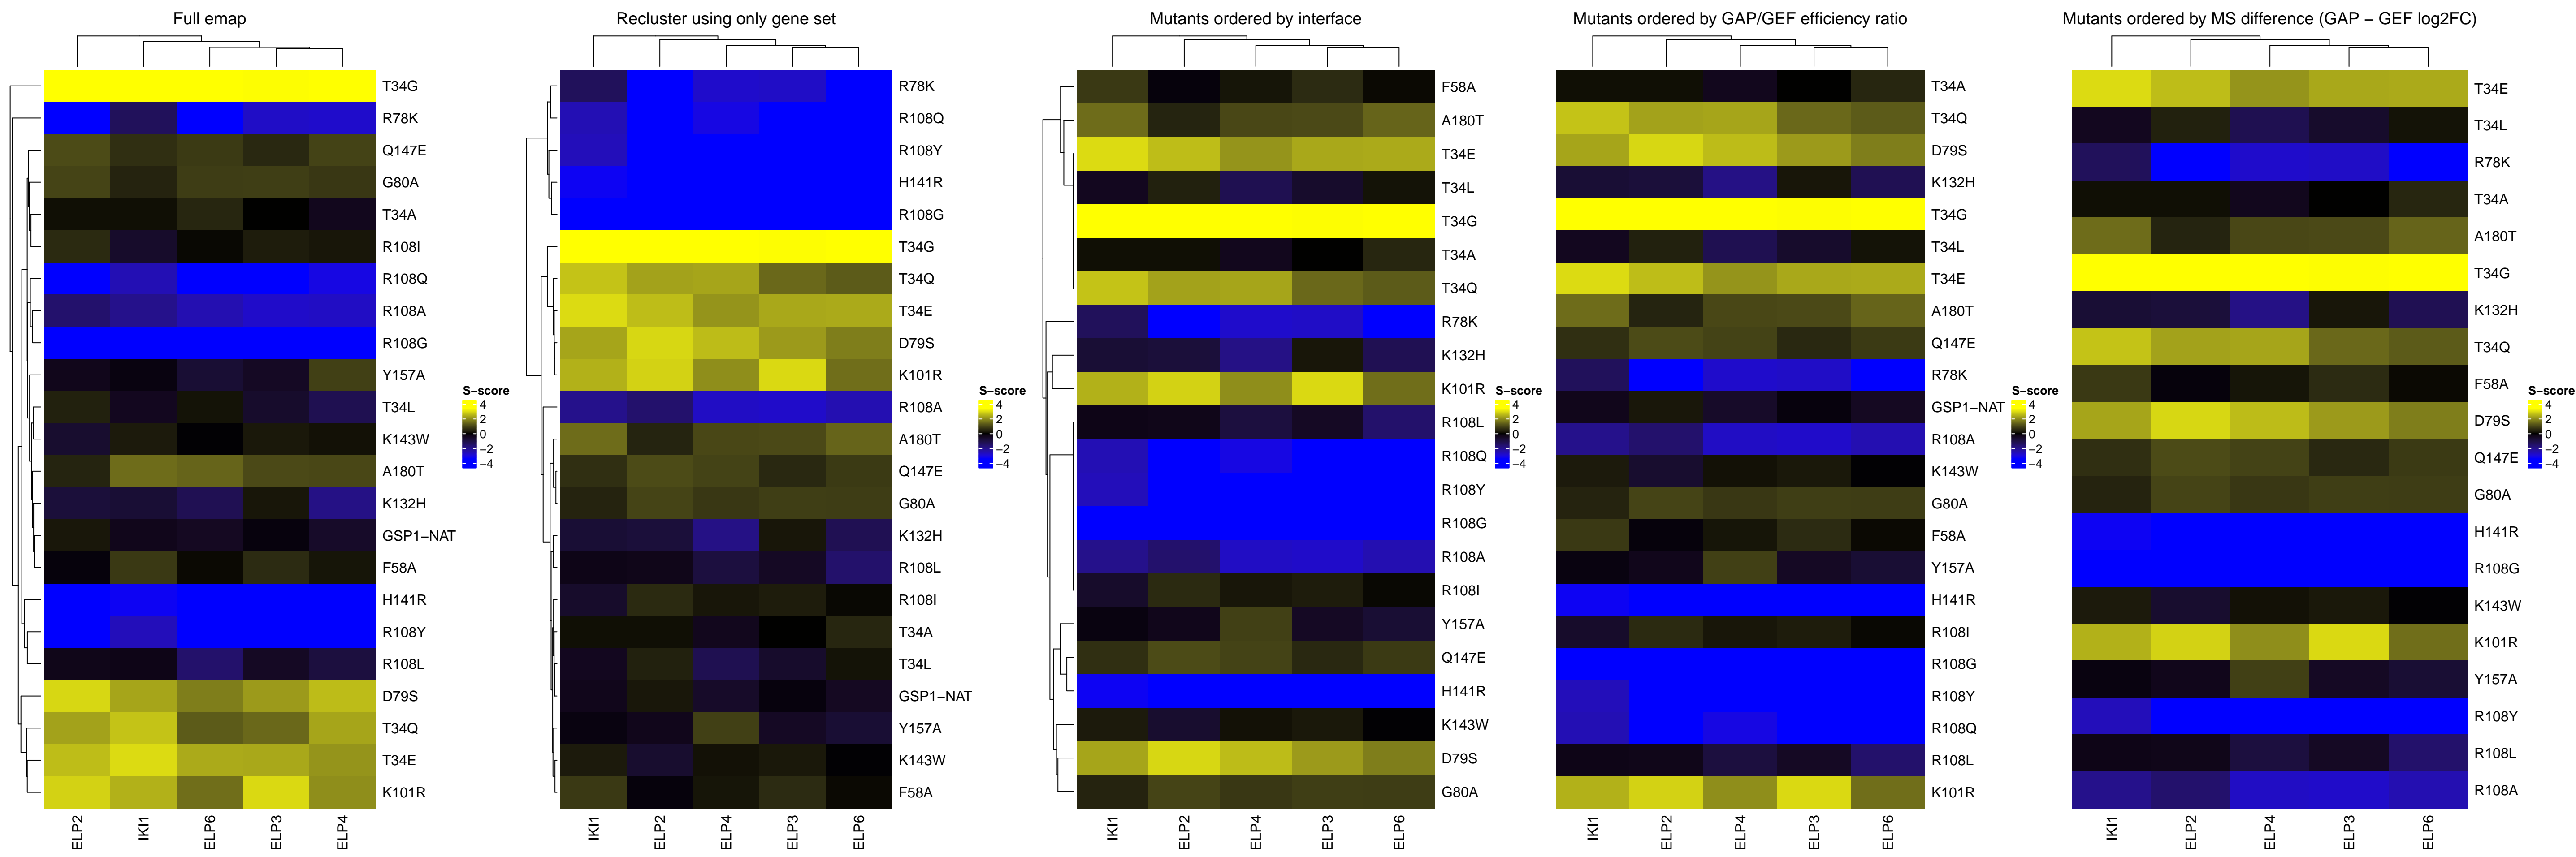 Full emap
T34G
R78K
Q147E
G80A
T34A
R108I
R108Q
R108A
R108G
Y157A
T34L
K143W
A180T
K132H
GSP1−NAT
F58A
H141R
R108Y
R108L
D79S
T34Q
T34E
K101R
ELP2
IKI1
ELP6
ELP3
ELP4
S−score
4
2
0
−2
−4
Recluster using only gene set
R78K
R108Q
R108Y
H141R
R108G
T34G
T34Q
T34E
D79S
K101R
R108A
A180T
Q147E
G80A
K132H
R108L
R108I
T34A
T34L
GSP1−NAT
Y157A
K143W
F58A
IKI1
ELP2
ELP4
ELP3
ELP6
S−score
4
2
0
−2
−4
Mutants ordered by interface
F58A
A180T
T34E
T34L
T34G
T34A
T34Q
R78K
K132H
K101R
R108L
R108Q
R108Y
R108G
R108A
R108I
Y157A
Q147E
H141R
K143W
D79S
G80A
IKI1
ELP2
ELP4
ELP3
ELP6
S−score
4
2
0
−2
−4
Mutants ordered by GAP/GEF efficiency ratio
T34A
T34Q
D79S
K132H
T34G
T34L
T34E
A180T
Q147E
R78K
GSP1−NAT
R108A
K143W
G80A
F58A
Y157A
H141R
R108I
R108G
R108Y
R108Q
R108L
K101R
IKI1
ELP2
ELP4
ELP3
ELP6
S−score
4
2
0
−2
−4
Mutants ordered by MS difference (GAP − GEF log2FC)
T34E
T34L
R78K
T34A
A180T
T34G
K132H
T34Q
F58A
D79S
Q147E
G80A
H141R
R108G
K143W
K101R
Y157A
R108Y
R108L
R108A
IKI1
ELP2
ELP4
ELP3
ELP6
S−score
4
2
0
−2
−4